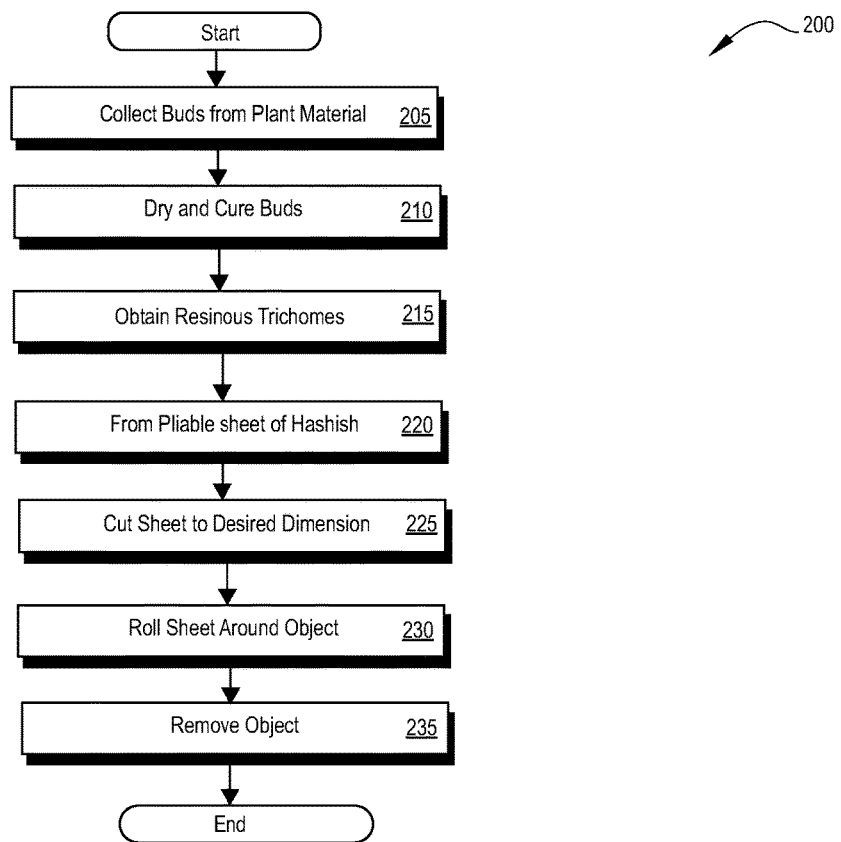 Start
200
Collect Buds from Plant Material 205
Dry and Cure Buds 210
Obtain Resinous Trichomes 215
From Pliable sheet of Hashish 220
Cut Sheet to Desired Dimension 225
Roll Sheet Around Object 230
Remove Object 235
End